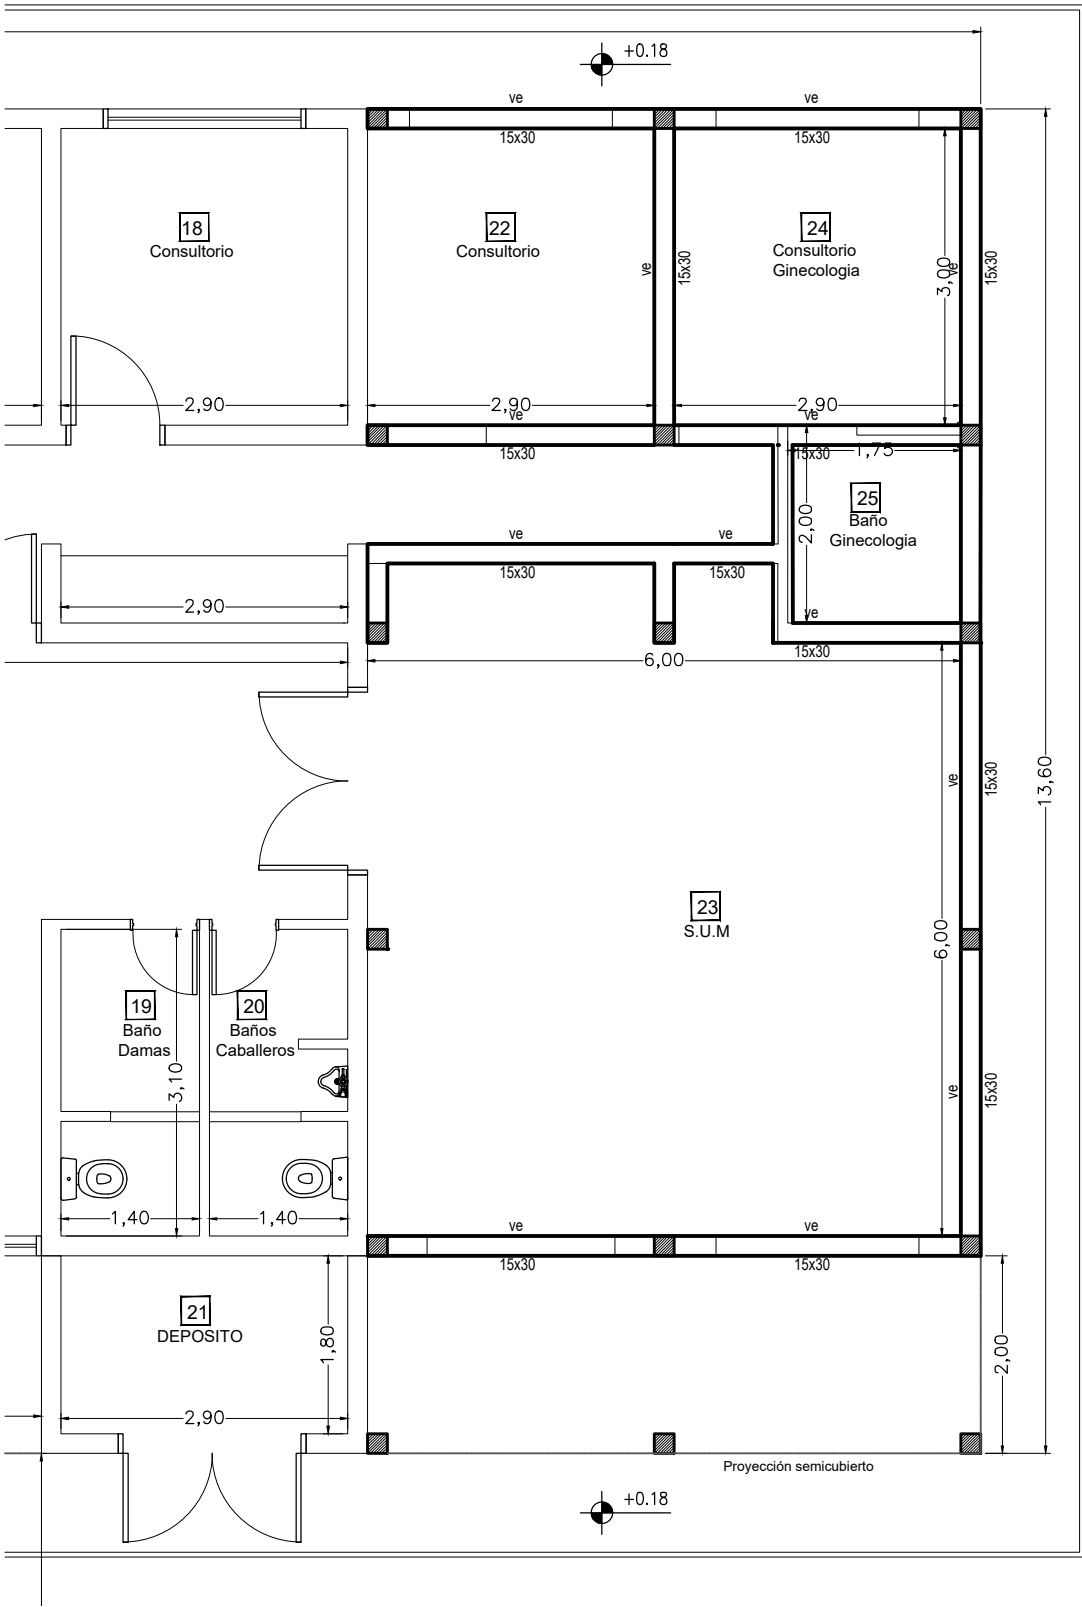 +0.18
ve
ve
15x30
15x30
18
Consultorio
22
Consultorio
24
Consultorio
Ginecologia
ve
15x30
3,00
ve
15x30
2,90
2,90
2,90
ve
ve
15x30
15x30
1,75
25
Baño
Ginecologia
2,00
ve
ve
15x30
15x30
2,90
ve
15x30
6,00
ve
15x30
13,60
23
S.U.M
6,00
19
Baño
Damas
20
Baños
Caballeros
3,10
ve
15x30
1,40
1,40
ve
ve
15x30
15x30
21
DEPOSITO
1,80
2,00
2,90
Proyección semicubierto
+0.18